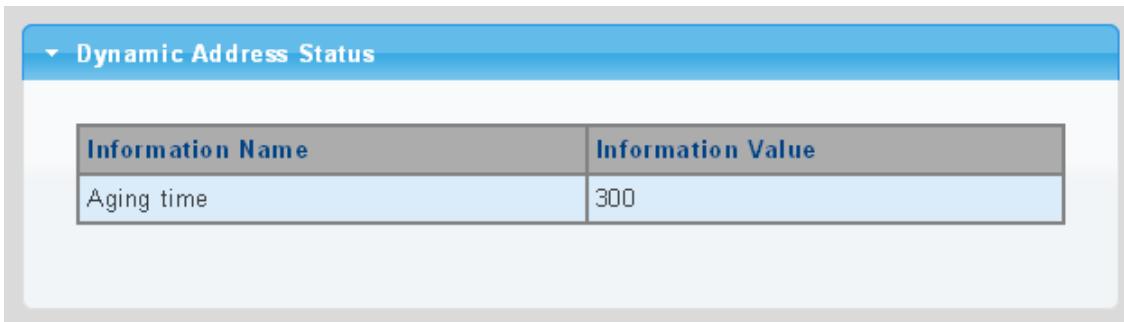 Dynamic Address Status
Information Name Information Value
Aging time 300